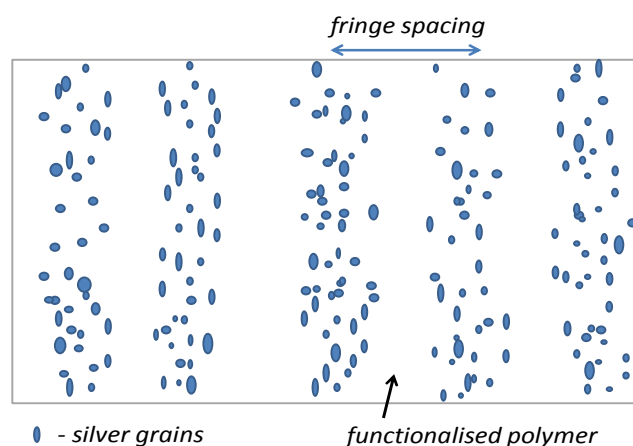 fringe spacing
- silver grains
functionalised polymer